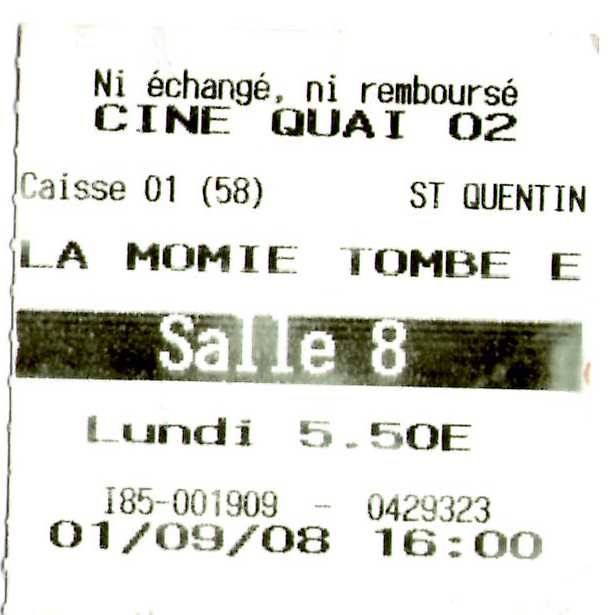 Ni échangé, ni remboursé
CINE QUAI 02
Caisse 01 (58) ST QUENTIN
LA MOMIE TOMBE E
Salle 8
Lundi 5.50E
I85-001909 - 0429323
01/09/08 16:00